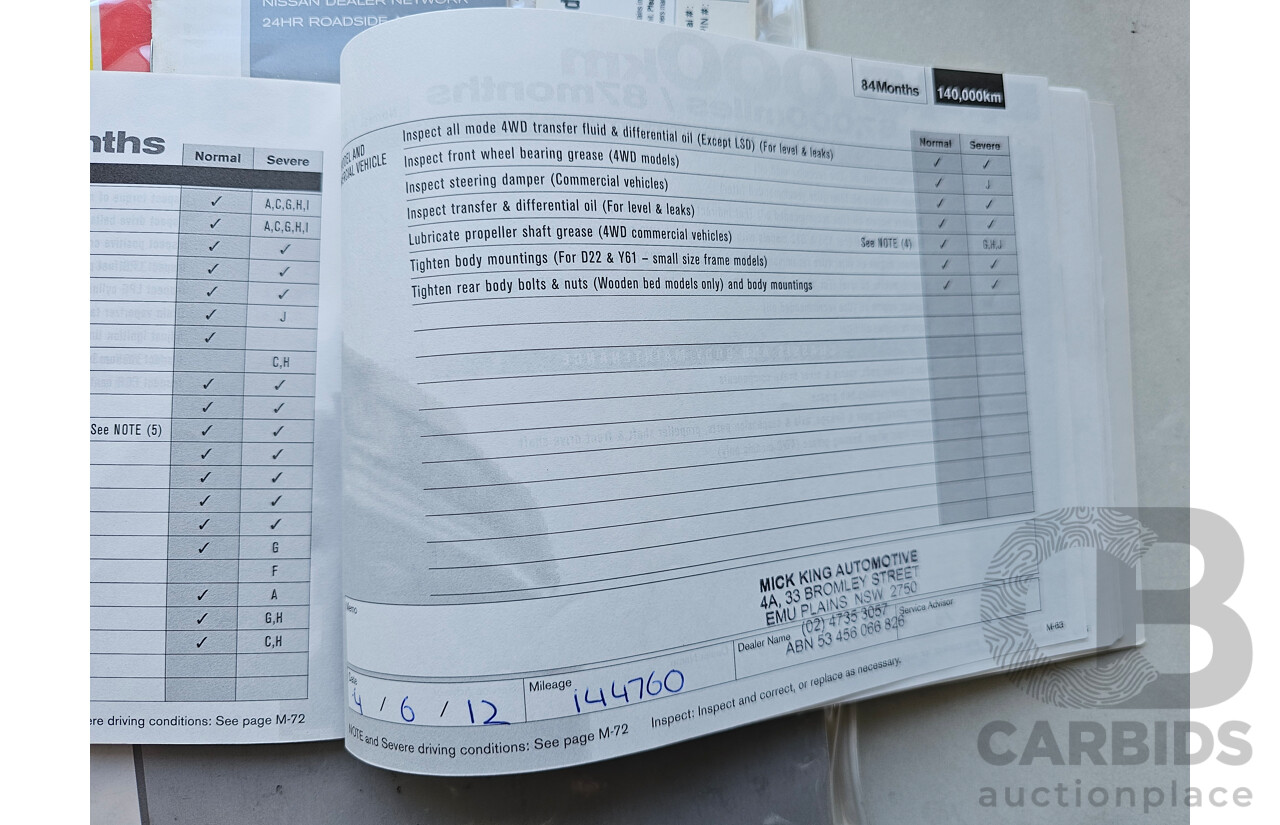 NISSAN DEALER NETWORK
24HR ROADSIDE
nths
Normal Severe
✓ A,C,G,H,I
✓ A,C,G,H,I
✓ ✓
✓ ✓
✓ ✓
✓ J
✓
C,H
✓ ✓
✓ ✓
See NOTE (5) ✓ ✓
✓ ✓
✓ ✓
✓ ✓
✓ ✓
✓ G
F
✓ A
✓ G,H
✓ C,H
driving conditions: See page M-72
84Months 140,000km
AND
VEHICLE
Normal Severe
Inspect all mode 4WD transfer fluid & differential oil (Except LSD) (For level & leaks) ✓ ✓
Inspect front wheel bearing grease (4WD models) ✓ J
Inspect steering damper (Commercial vehicles) ✓ ✓
Inspect transfer & differential oil (For level & leaks) ✓ ✓
Lubricate propeller shaft grease (4WD commercial vehicles) See NOTE (4) ✓ G,H,J
Tighten body mountings (For D22 & Y61 – small size frame models) ✓ ✓
Tighten rear body bolts & nuts (Wooden bed models only) and body mountings ✓ ✓
Memo
MICK KING AUTOMOTIVE
4A, 33 BROMLEY STREET
EMU PLAINS NSW 2750
(02) 4735 3057
ABN 53 456 066 826
Dealer Name
Service Advisor
Date
4 / 6 / 12
Mileage
144760
M-63
NOTE and Severe driving conditions: See page M-72
Inspect: Inspect and correct, or replace as necessary.
CB
CARBIDS
auctionplace